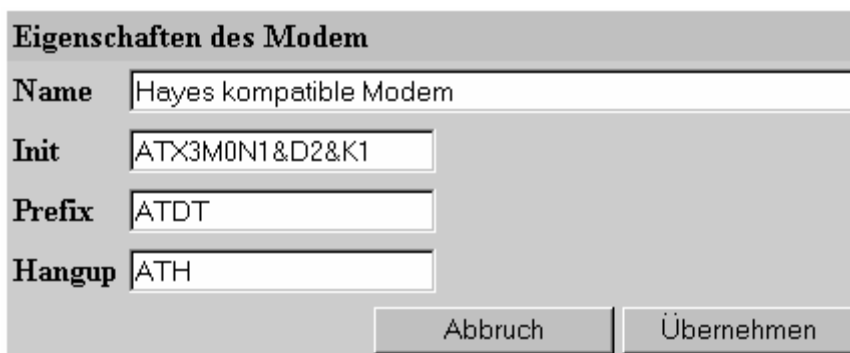 Eigenschaften des Modem
Name Hayes kompatible Modem
Init ATX3M0N1&D2&K1
Prefix ATDT
Hangup ATH
Abbruch Übernehmen